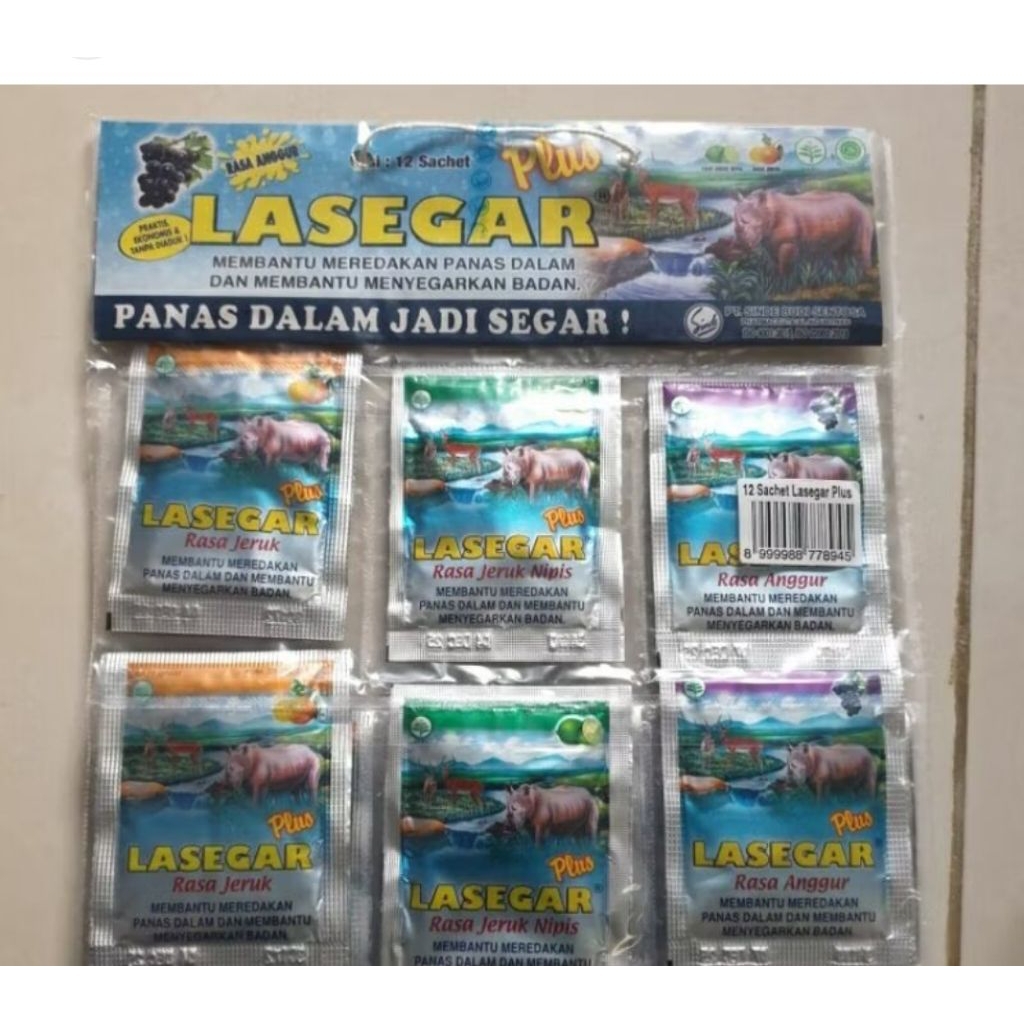 RASA ANGGUR
: 12 Sachet
Plus
PRAKTIS,
EKONOMIS &
TANPA DIADUK !
LASEGAR®
MEMBANTU MEREDAKAN PANAS DALAM
DAN MEMBANTU MENYEGARKAN BADAN.
PANAS DALAM JADI SEGAR !
Sinde
PT. SINDE BUDI SENTOSA
Plus
LASEGAR
Rasa Jeruk
MEMBANTU MEREDAKAN
PANAS DALAM DAN MEMBANTU
MENYEGARKAN BADAN.
Plus
LASEGAR
Rasa Jeruk Nipis
MEMBANTU MEREDAKAN
PANAS DALAM DAN MEMBANTU
MENYEGARKAN BADAN.
12 Sachet Lasegar Plus
8 999988 778945
LAS
Rasa Anggur
MEMBANTU MEREDAKAN
PANAS DALAM DAN MEMBANTU
MENYEGARKAN BADAN.
Plus
LASEGAR
Rasa Jeruk
MEMBANTU MEREDAKAN
PANAS DALAM DAN MEMBANTU
MENYEGARKAN BADAN.
Plus
LASEGAR®
Rasa Jeruk Nipis
MEMBANTU MEREDAKAN
PANAS DALAM DAN MEMBANTU
Plus
LASEGAR
Rasa Anggur
MEMBANTU MEREDAKAN
PANAS DALAM DAN MEMBANTU
MENYEGARKAN BADAN.